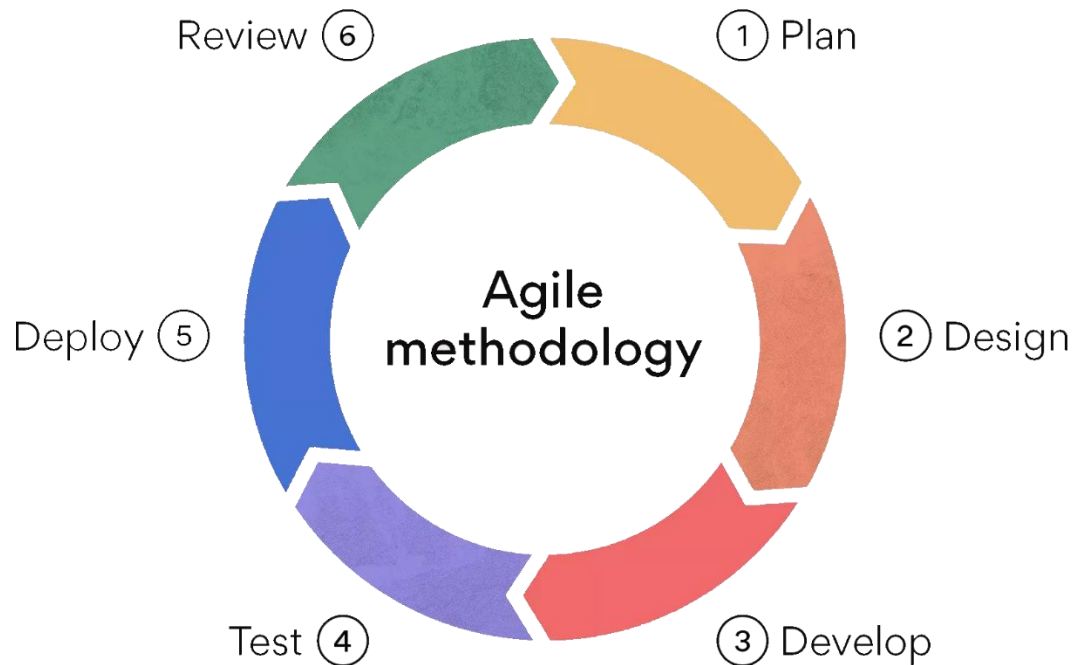 Review 6
1 Plan
Deploy 5
Agile
methodology
2 Design
Test 4
3 Develop